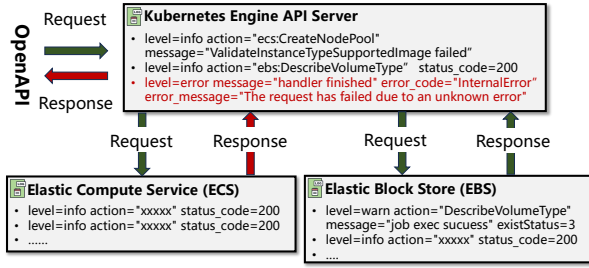 Kubernetes Engine API Server
• level=info action="ecs:CreateNodePool"
message="ValidateInstanceTypeSupportedImage failed"
• level=info action="ebs:DescribeVolumeType" status_code=200
• level=error message="handler finished" error_code="InternalError"
error_message="The request has failed due to an unknown error"
OpenAPI
Request
Response
Request
Response
Request
Response
Elastic Compute Service (ECS)
• level=info action="xxxxx" status_code=200
• level=info action="xxxxx" status_code=200
• ......
Elastic Block Store (EBS)
• level=warn action="DescribeVolumeType"
message="job exec sucuess" existStatus=3
• level=info action="xxxxx" status_code=200
• ....